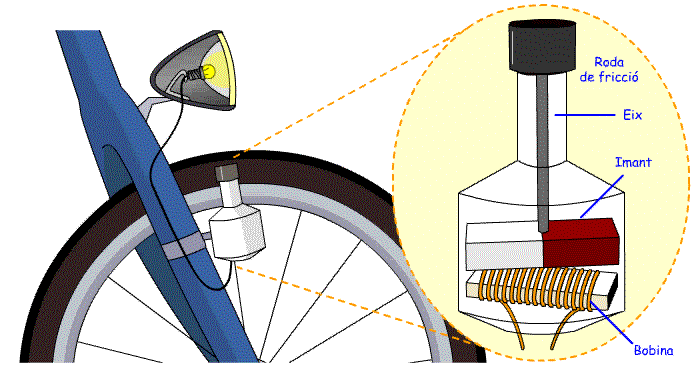 Roda
de fricció
Eix
Imant
Bobina